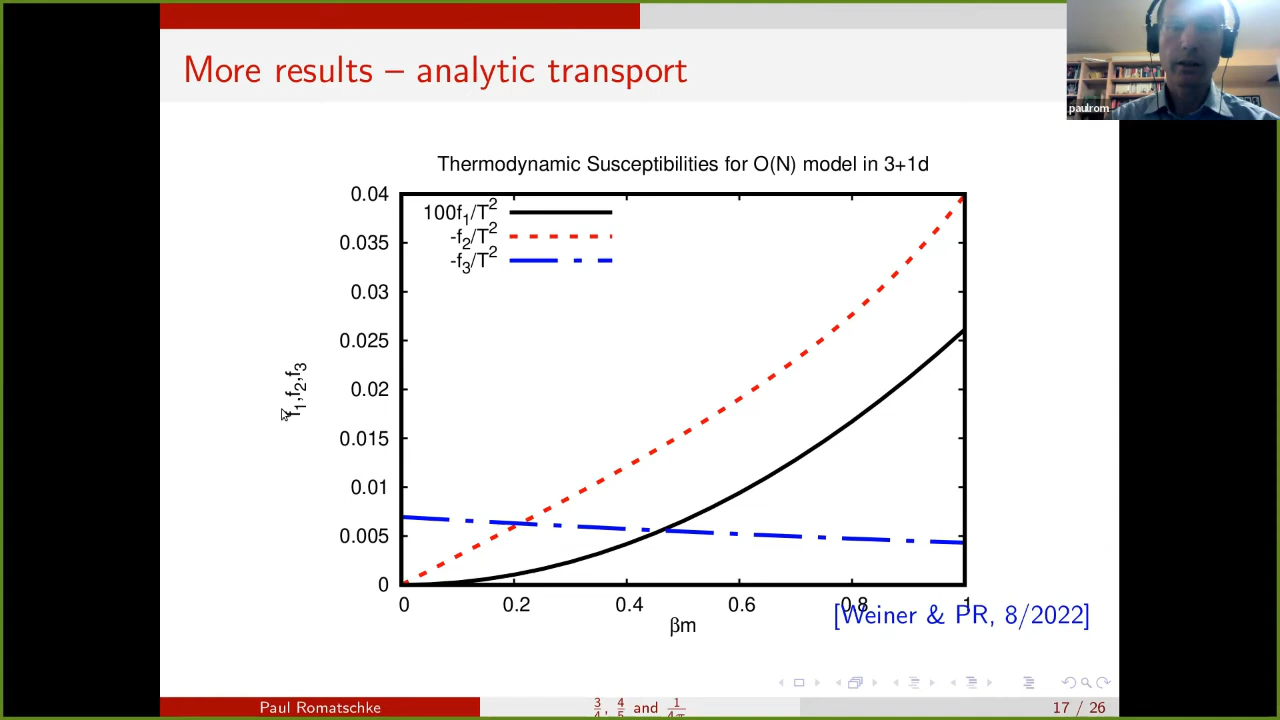 More results – analytic transport
paulrom
Thermodynamic Susceptibilities for O(N) model in 3+1d
0.04
0.035
0.03
0.025
0.02
0.015
0.01
0.005
0
100f₁/T²
-f₂/T²
-f₃/T²
f₁,f₂,f₃
0 0.2 0.4 0.6 0.8 1
βm
[Weiner & PR, 8/2022]
Paul Romatschke
3/4, 4/5 and 1/4π
17 / 26